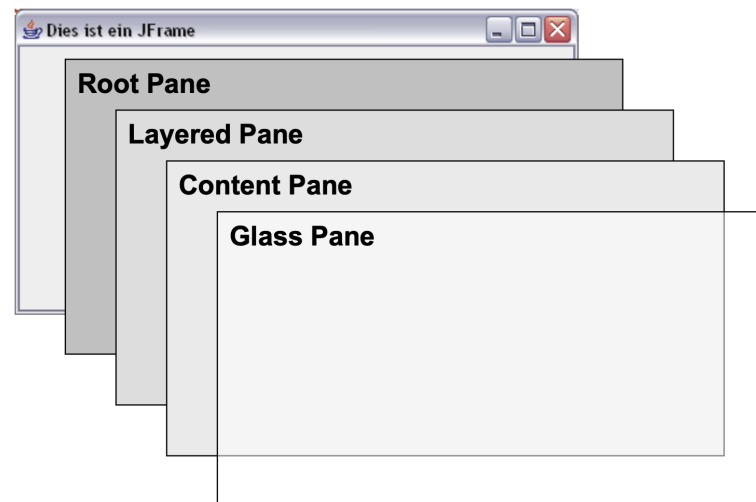 Dies ist ein JFrame
Root Pane
Layered Pane
Content Pane
Glass Pane